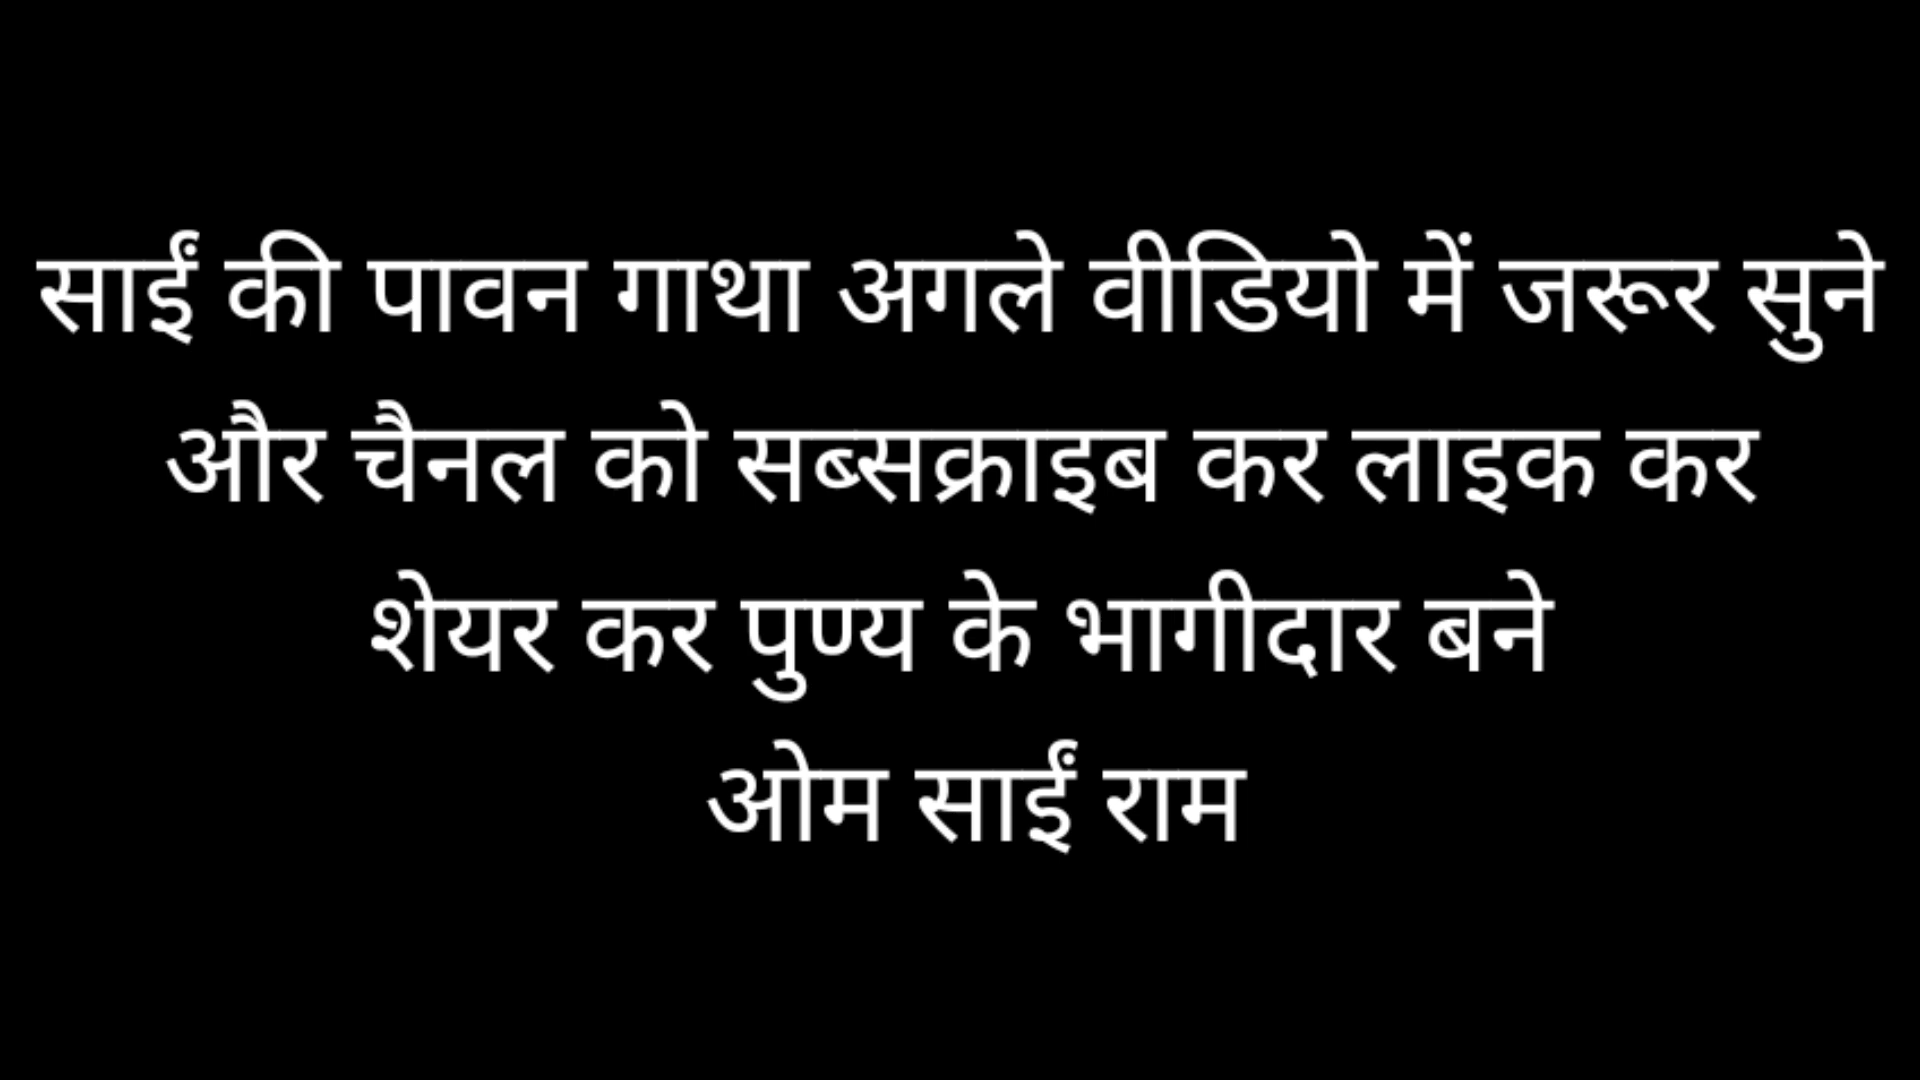 साईं की पावन गाथा अगले वीडियो में जरूर सुने
और चैनल को सब्सक्राइब कर लाइक कर
शेयर कर पुण्य के भागीदार बने
ओम साईं राम